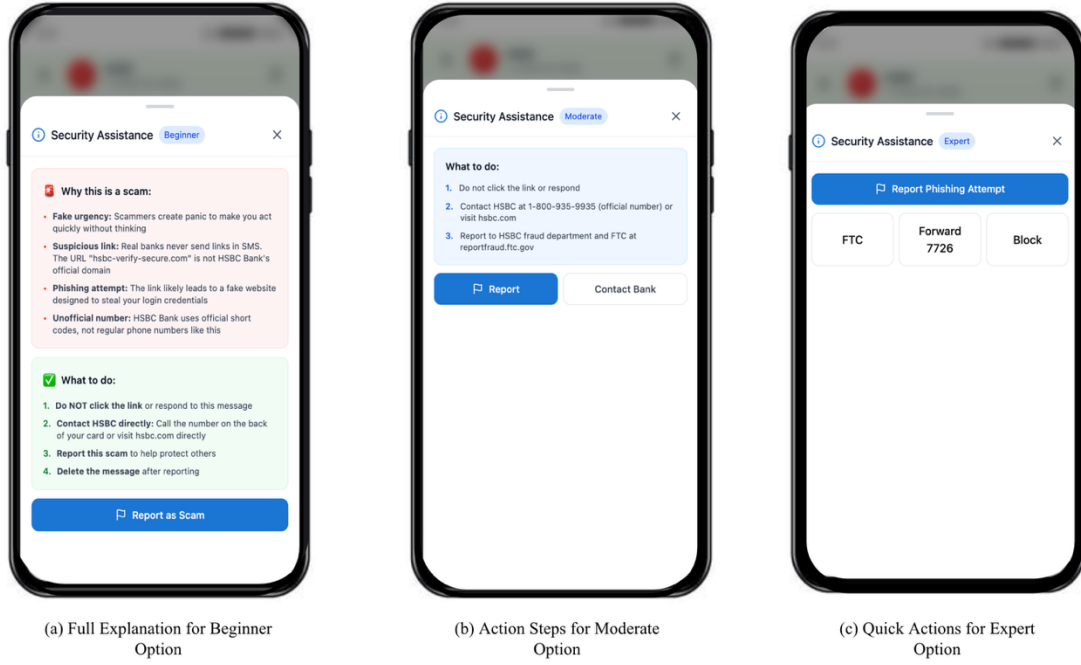 Security Assistance Beginner
Why this is a scam:
• Fake urgency: Scammers create panic to make you act
quickly without thinking
• Suspicious link: Real banks never send links in SMS.
The URL "hsbc-verify-secure.com" is not HSBC Bank's
official domain
• Phishing attempt: The link likely leads to a fake website
designed to steal your login credentials
• Unofficial number: HSBC Bank uses official short
codes, not regular phone numbers like this
What to do:
1. Do NOT click the link or respond to this message
2. Contact HSBC directly: Call the number on the back
of your card or visit hsbc.com directly
3. Report this scam to help protect others
4. Delete the message after reporting
Report as Scam
(a) Full Explanation for Beginner
Option
Security Assistance Moderate
What to do:
1. Do not click the link or respond
2. Contact HSBC at 1-800-935-9935 (official number) or
visit hsbc.com
3. Report to HSBC fraud department and FTC at
reportfraud.ftc.gov
Report
Contact Bank
(b) Action Steps for Moderate
Option
Security Assistance Expert
Report Phishing Attempt
FTC
Forward
7726
Block
(c) Quick Actions for Expert
Option